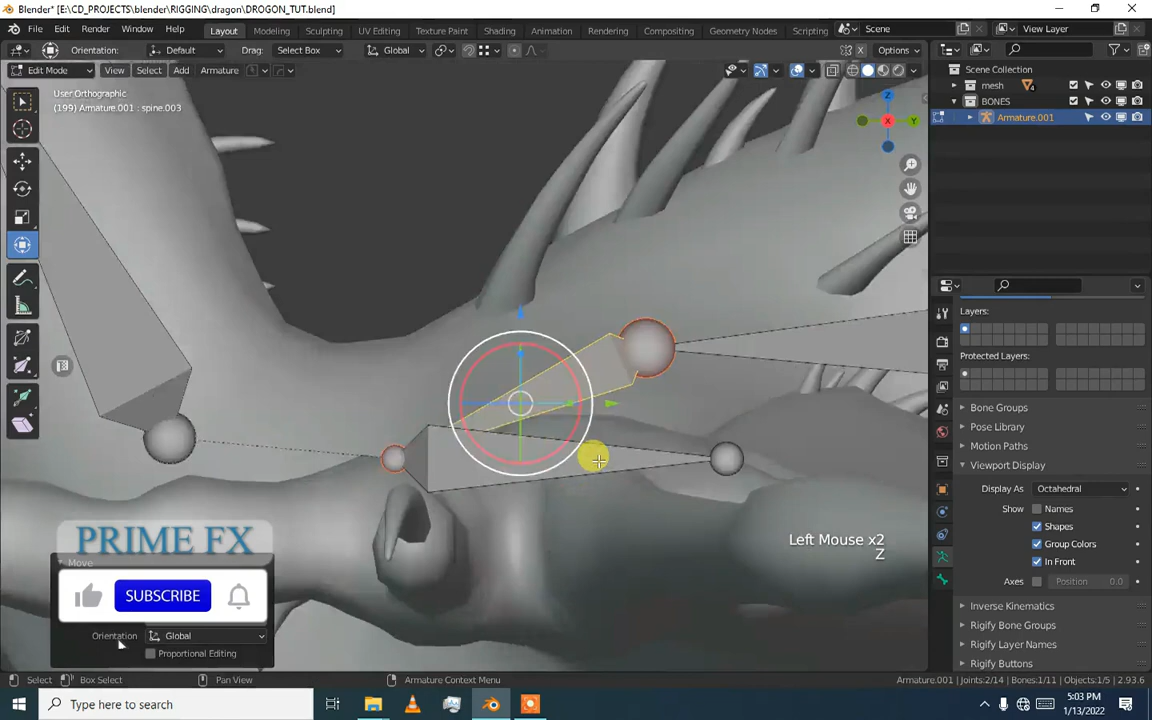 Blender* [E:\CD_PROJECTS\blender\RIGGING\dragon\DROGON_TUT.blend]
File Edit Render Window Help Layout Modeling Sculpting UV Editing Texture Paint Shading Animation Rendering Compositing Geometry Nodes Scripting Scene View Layer
Orientation: Default Drag: Select Box Global Options
Edit Mode View Select Add Armature
User Orthographic
(199) Armature.001 : spine.003
Z
Y
X
Scene Collection
mesh
BONES
Armature.001
Layers:
Protected Layers:
Bone Groups
Pose Library
Motion Paths
Viewport Display
Display As Octahedral
Show Names
Shapes
Group Colors
In Front
Axes Position 0.0
Inverse Kinematics
Rigify Bone Groups
Rigify Layer Names
Rigify Buttons
Left Mouse x2
Z
PRIME FX
Move
SUBSCRIBE
Orientation Global
Proportional Editing
Select Box Select Pan View Armature Context Menu Armature.001 | Joints:2/14 | Bones:1/11 | Objects:1/5 | 2.93.6
Type here to search
5:03 PM
1/13/2022